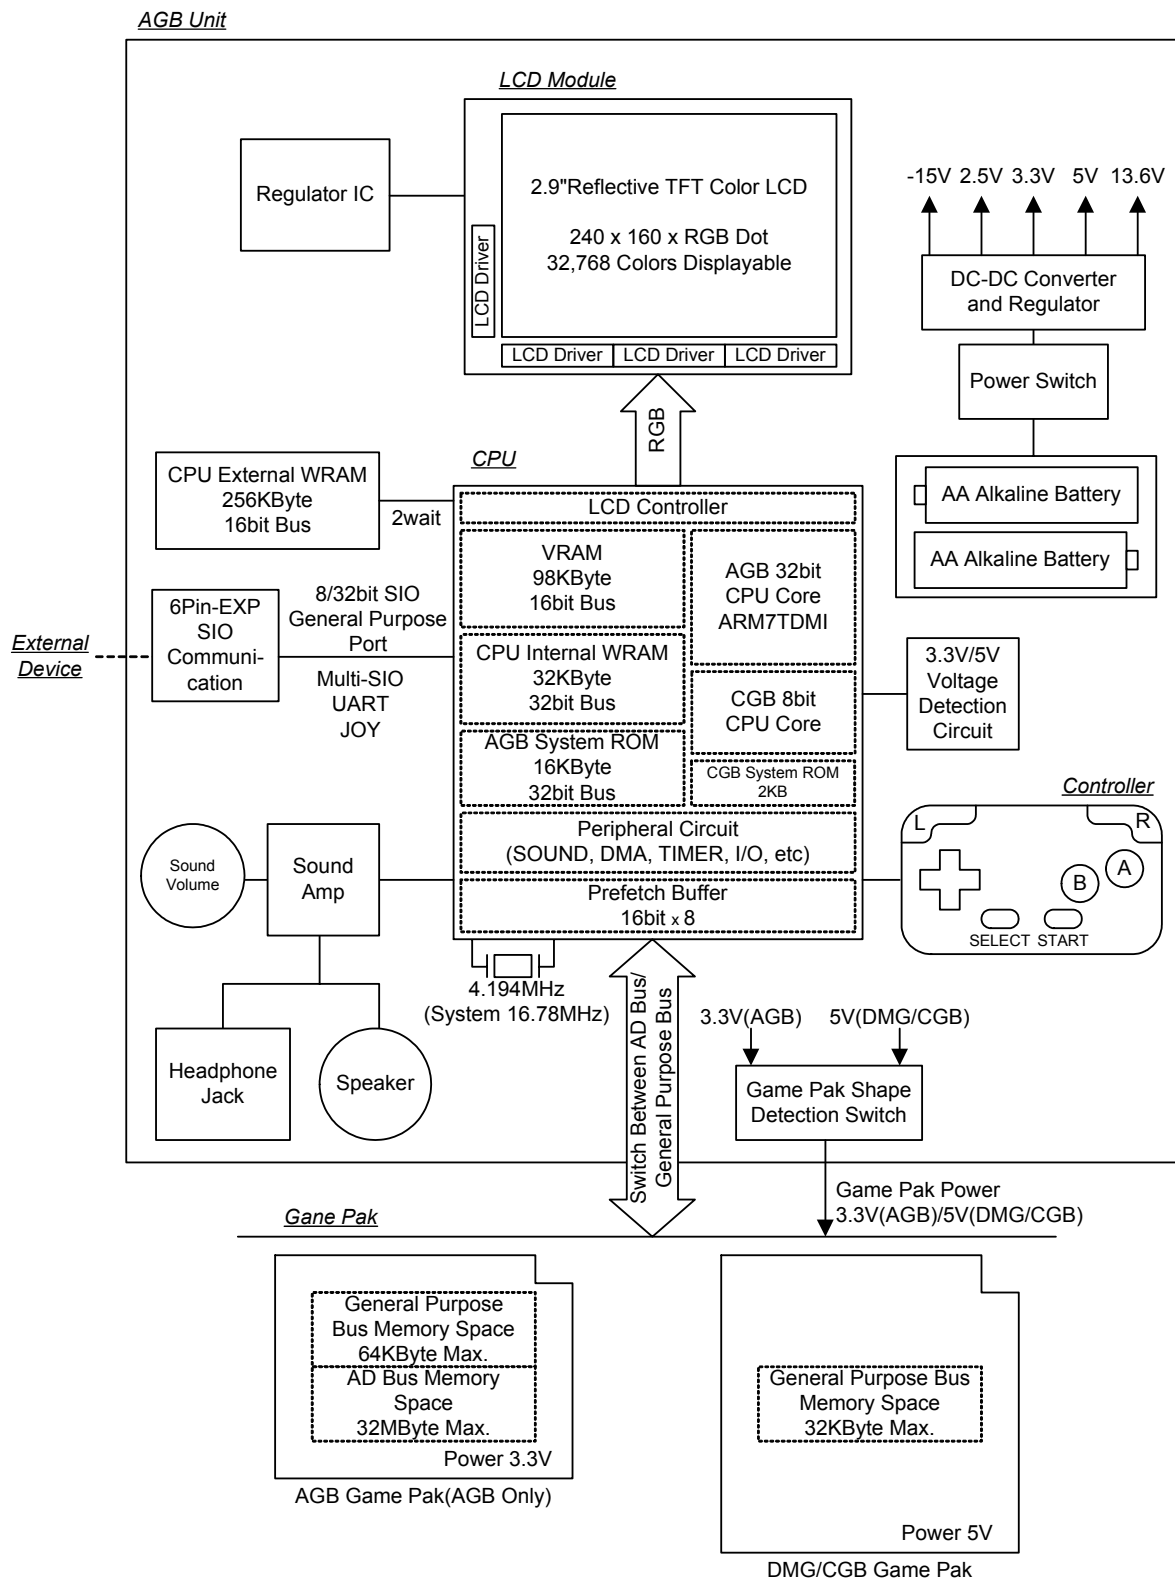 AGB Unit
LCD Module
Regulator IC
2.9"Reflective TFT Color LCD
240 x 160 x RGB Dot
32,768 Colors Displayable
LCD Driver
LCD Driver
LCD Driver
LCD Driver
-15V
2.5V
3.3V
5V
13.6V
DC-DC Converter
and Regulator
Power Switch
AA Alkaline Battery
AA Alkaline Battery
RGB
CPU
CPU External WRAM
256KByte
16bit Bus
2wait
LCD Controller
VRAM
98KByte
16bit Bus
AGB 32bit
CPU Core
ARM7TDMI
External
Device
6Pin-EXP
SIO
Communi-
cation
8/32bit SIO
General Purpose
Port
Multi-SIO
UART
JOY
CPU Internal WRAM
32KByte
32bit Bus
CGB 8bit
CPU Core
3.3V/5V
Voltage
Detection
Circuit
AGB System ROM
16KByte
32bit Bus
CGB System ROM
2KB
Controller
L
R
A
B
SELECT
START
Peripheral Circuit
(SOUND, DMA, TIMER, I/O, etc)
Prefetch Buffer
16bit x 8
Sound
Volume
Sound
Amp
4.194MHz
(System 16.78MHz)
Headphone
Jack
Speaker
Switch Between AD Bus/
General Purpose Bus
3.3V(AGB)
5V(DMG/CGB)
Game Pak Shape
Detection Switch
Game Pak Power
3.3V(AGB)/5V(DMG/CGB)
Gane Pak
General Purpose
Bus Memory Space
64KByte Max.
AD Bus Memory
Space
32MByte Max.
Power 3.3V
AGB Game Pak(AGB Only)
General Purpose Bus
Memory Space
32KByte Max.
Power 5V
DMG/CGB Game Pak